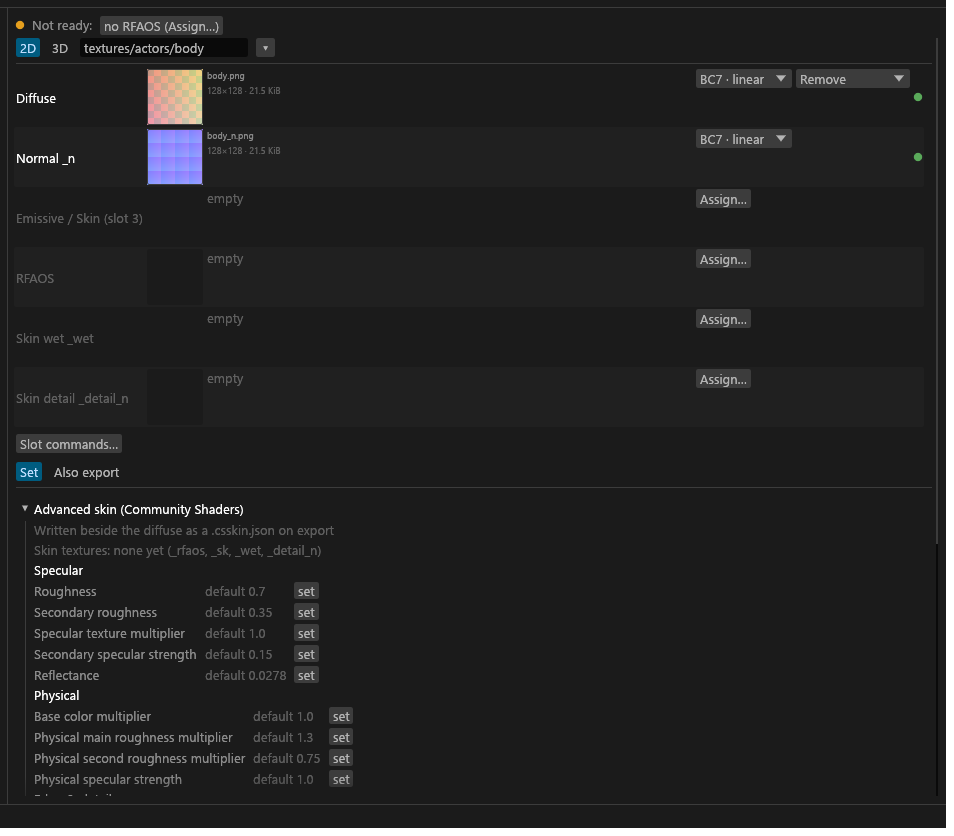 Not ready: no RFAOS (Assign...)
2D 3D textures/actors/body
body.png
128×128 · 21.5 KiB
BC7 · linear Remove
Diffuse
body_n.png
128×128 · 21.5 KiB
BC7 · linear
Normal _n
empty Assign...
Emissive / Skin (slot 3)
empty Assign...
RFAOS
empty Assign...
Skin wet _wet
empty Assign...
Skin detail _detail_n
Slot commands...
Set Also export
Advanced skin (Community Shaders)
Written beside the diffuse as a .csskin.json on export
Skin textures: none yet (_rfaos, _sk, _wet, _detail_n)
Specular
Roughness default 0.7 set
Secondary roughness default 0.35 set
Specular texture multiplier default 1.0 set
Secondary specular strength default 0.15 set
Reflectance default 0.0278 set
Physical
Base color multiplier default 1.0 set
Physical main roughness multiplier default 1.3 set
Physical second roughness multiplier default 0.75 set
Physical specular strength default 1.0 set